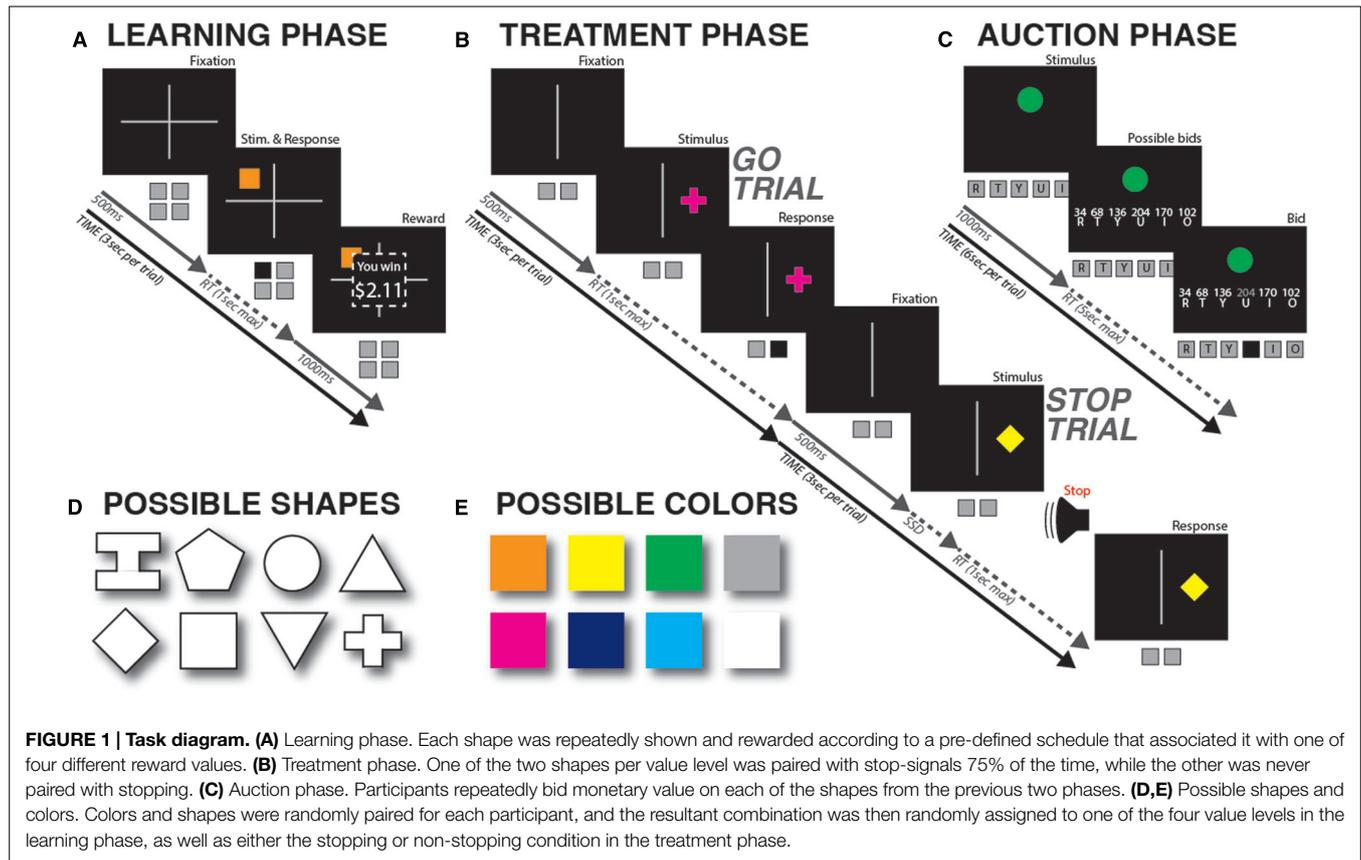 A LEARNING PHASE
Fixation
Stim. & Response
Reward
You win
$2.11
500ms
RT (1sec max)
1000ms
TIME (3sec per trial)
B TREATMENT PHASE
Fixation
Stimulus
GO
TRIAL
Response
Fixation
Stimulus
STOP
TRIAL
Stop
Response
500ms
RT (1sec max)
TIME (3sec per trial)
500ms
SSD
RT (1sec max)
TIME (3sec per trial)
C AUCTION PHASE
Stimulus
R T Y U I
Possible bids
34 68 136 204 170 102
R T Y U I O
R T Y U I
Bid
34 68 136 204 170 102
R T Y U I O
R T Y I O
1000ms
RT (5sec max)
TIME (6sec per trial)
D POSSIBLE SHAPES
E POSSIBLE COLORS
FIGURE 1 | Task diagram. (A) Learning phase. Each shape was repeatedly shown and rewarded according to a pre-defined schedule that associated it with one of
four different reward values. (B) Treatment phase. One of the two shapes per value level was paired with stop-signals 75% of the time, while the other was never
paired with stopping. (C) Auction phase. Participants repeatedly bid monetary value on each of the shapes from the previous two phases. (D,E) Possible shapes and
colors. Colors and shapes were randomly paired for each participant, and the resultant combination was then randomly assigned to one of the four value levels in the
learning phase, as well as either the stopping or non-stopping condition in the treatment phase.